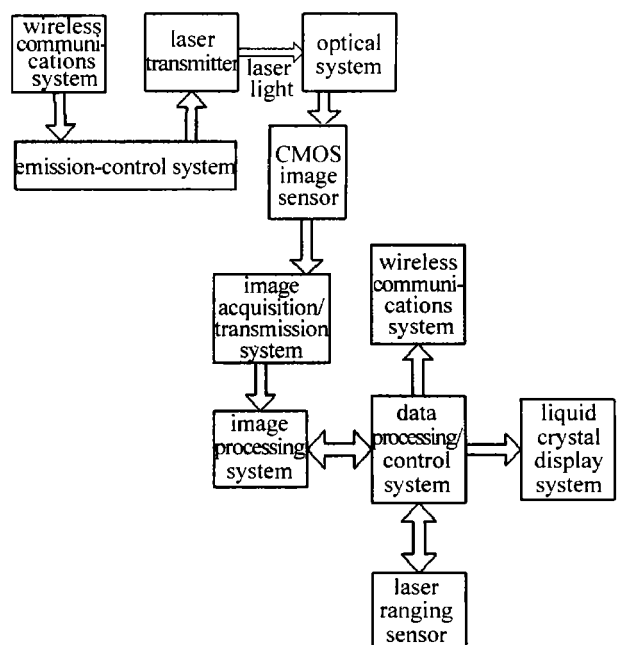 wireless
communi-
cations
system
laser
transmitter
laser
light
optical
system
emission-control system
CMOS
image
sensor
image
acquisition/
transmission
system
wireless
communi-
cations
system
image
processing
system
data
processing/
control
system
liquid
crystal
display
system
laser
ranging
sensor